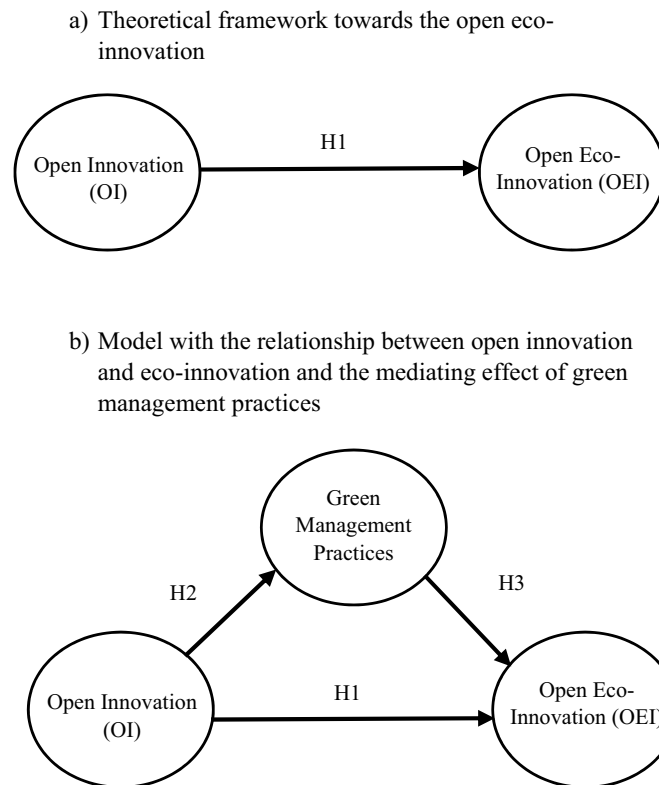 a) Theoretical framework towards the open eco-
innovation
H1
Open Innovation
(OI)
Open Eco-
Innovation (OEI)
b) Model with the relationship between open innovation
and eco-innovation and the mediating effect of green
management practices
Green
Management
Practices
H2
H3
Open Innovation
(OI)
H1
Open Eco-
Innovation (OEI)